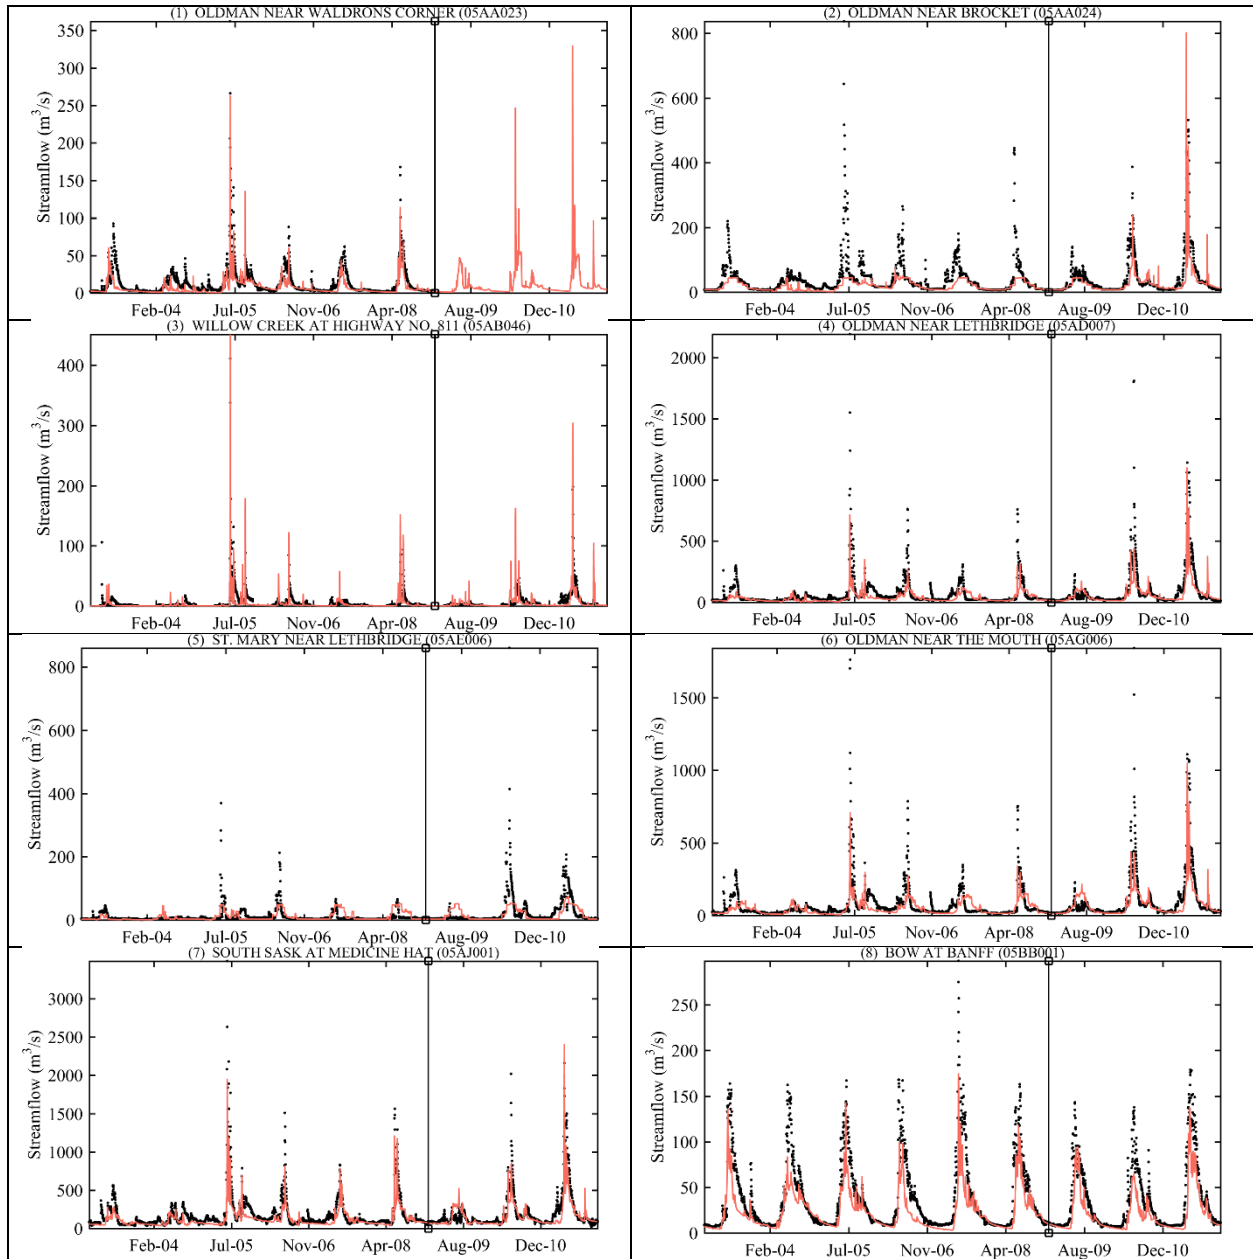 (1) OLDMAN NEAR WALDRONS CORNER (05AA023)
Streamflow (m³/s)
350
300
250
200
150
100
50
0
Feb-04 Jul-05 Nov-06 Apr-08 Aug-09 Dec-10
(2) OLDMAN NEAR BROCKET (05AA024)
Streamflow (m³/s)
800
600
400
200
0
Feb-04 Jul-05 Nov-06 Apr-08 Aug-09 Dec-10
(3) WILLOW CREEK AT HIGHWAY NO. 811 (05AB046)
Streamflow (m³/s)
400
300
200
100
0
Feb-04 Jul-05 Nov-06 Apr-08 Aug-09 Dec-10
(4) OLDMAN NEAR LETHBRIDGE (05AD007)
Streamflow (m³/s)
2000
1500
1000
500
0
Feb-04 Jul-05 Nov-06 Apr-08 Aug-09 Dec-10
(5) ST. MARY NEAR LETHBRIDGE (05AE006)
Streamflow (m³/s)
800
600
400
200
0
Feb-04 Jul-05 Nov-06 Apr-08 Aug-09 Dec-10
(6) OLDMAN NEAR THE MOUTH (05AG006)
Streamflow (m³/s)
1500
1000
500
0
Feb-04 Jul-05 Nov-06 Apr-08 Aug-09 Dec-10
(7) SOUTH SASK AT MEDICINE HAT (05AJ001)
Streamflow (m³/s)
3000
2500
2000
1500
1000
500
0
Feb-04 Jul-05 Nov-06 Apr-08 Aug-09 Dec-10
(8) BOW AT BANFF (05BB001)
Streamflow (m³/s)
250
200
150
100
50
0
Feb-04 Jul-05 Nov-06 Apr-08 Aug-09 Dec-10